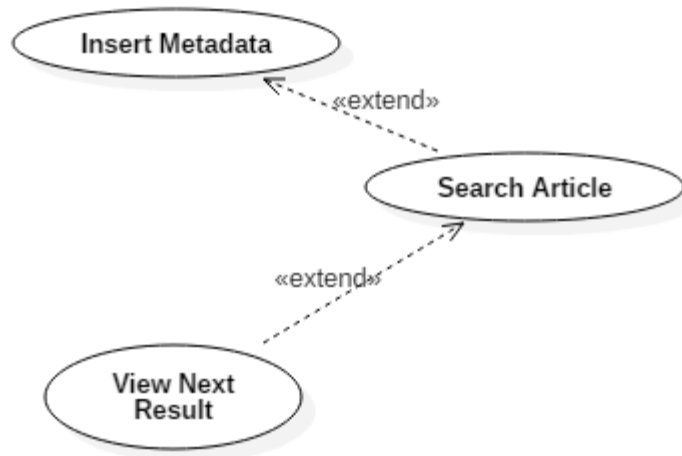 Insert Metadata
«extend»
Search Article
«extend»
View Next
Result